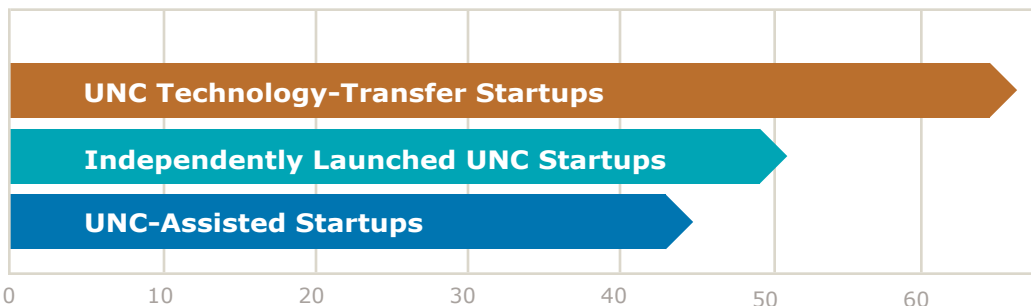 UNC Technology-Transfer Startups
Independently Launched UNC Startups
UNC-Assisted Startups
0 10 20 30 40 50 60